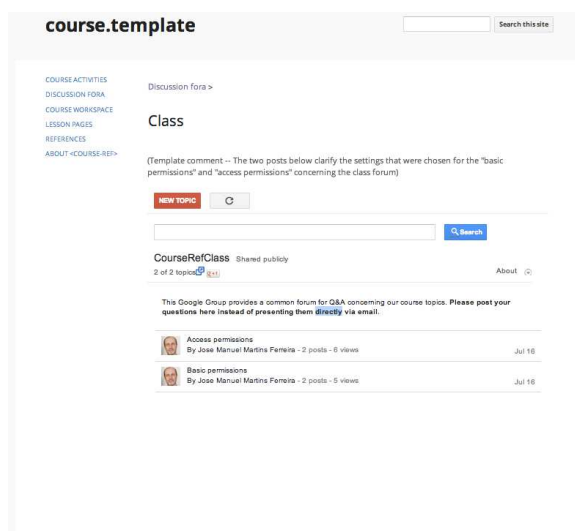 course.template
Search this site
COURSE ACTIVITIES
DISCUSSION FORA
COURSE WORKSPACE
LESSON PAGES
REFERENCES
ABOUT <COURSE-REF>
Discussion fora >
Class
(Template comment -- The two posts below clarify the settings that were chosen for the "basic
permissions" and "access permissions" concerning the class forum)
NEW TOPIC
Search
CourseRefClass Shared publicly
2 of 2 topics g+1
About
This Google Group provides a common forum for Q&A concerning our course topics. Please post your
questions here instead of presenting them directly via email.
Access permissions
By Jose Manuel Martins Ferreira - 2 posts - 6 views
Jul 16
Basic permissions
By Jose Manuel Martins Ferreira - 2 posts - 5 views
Jul 16